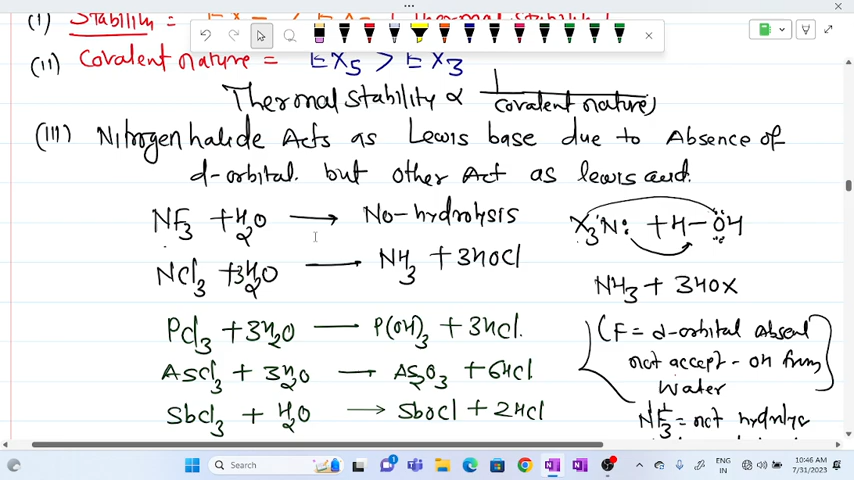 (i) Stability =
(ii) Covalent nature = EX5 > EX3
Thermal Stability ∝ 1/(covalent nature)
(III) Nitrogen halide Acts as Lewis base due to Absence of
d-orbital. but other Act as lewis acid.
NF3 + H2O → No-hydrolysis
X3N: + H-OH
NCl3 + 3H2O → NH3 + 3HOCl
NH3 + 3HOX
PCl3 + 3H2O → P(OH)3 + 3HCl.
(F = d-orbital Absent
not accept - OH from
Water
AsCl3 + 3H2O → As2O3 + 6HCl
SbCl3 + H2O → SbOCl + 2HCl
NF3 = not hydrolyse
Search
ENG
IN
10:46 AM
7/31/2023